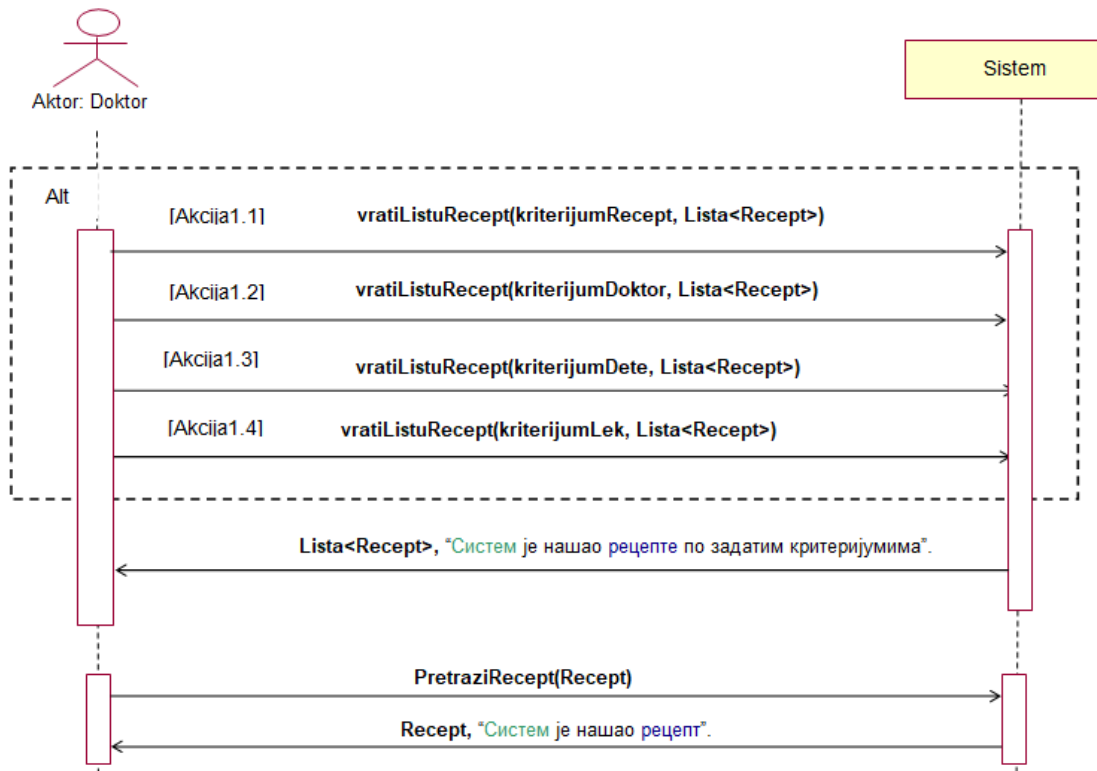 Aktor: Doktor
Sistem
Alt
[Akcija1.1] vratiListuRecept(kriterijumRecept, Lista<Recept>)
[Akcija1.2] vratiListuRecept(kriterijumDoktor, Lista<Recept>)
[Akcija1.3] vratiListuRecept(kriterijumDete, Lista<Recept>)
[Akcija1.4] vratiListuRecept(kriterijumLek, Lista<Recept>)
Lista<Recept>, “Систем је нашао рецепте по задатим критеријумима”.
PretraziRecept(Recept)
Recept, “Систем је нашао рецепт”.